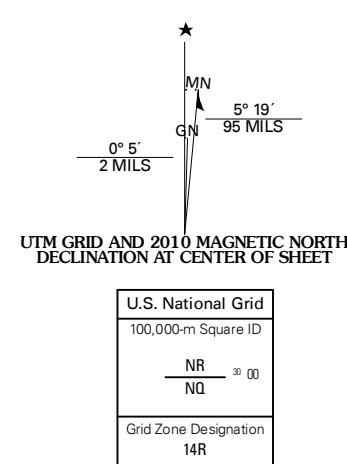 ★
MN
5° 19´
95 MILS
GN
0° 5´
2 MILS
UTM GRID AND 2010 MAGNETIC NORTH
DECLINATION AT CENTER OF SHEET
U.S. National Grid
100,000-m Square ID
NR
30 00
NQ
Grid Zone Designation
14R